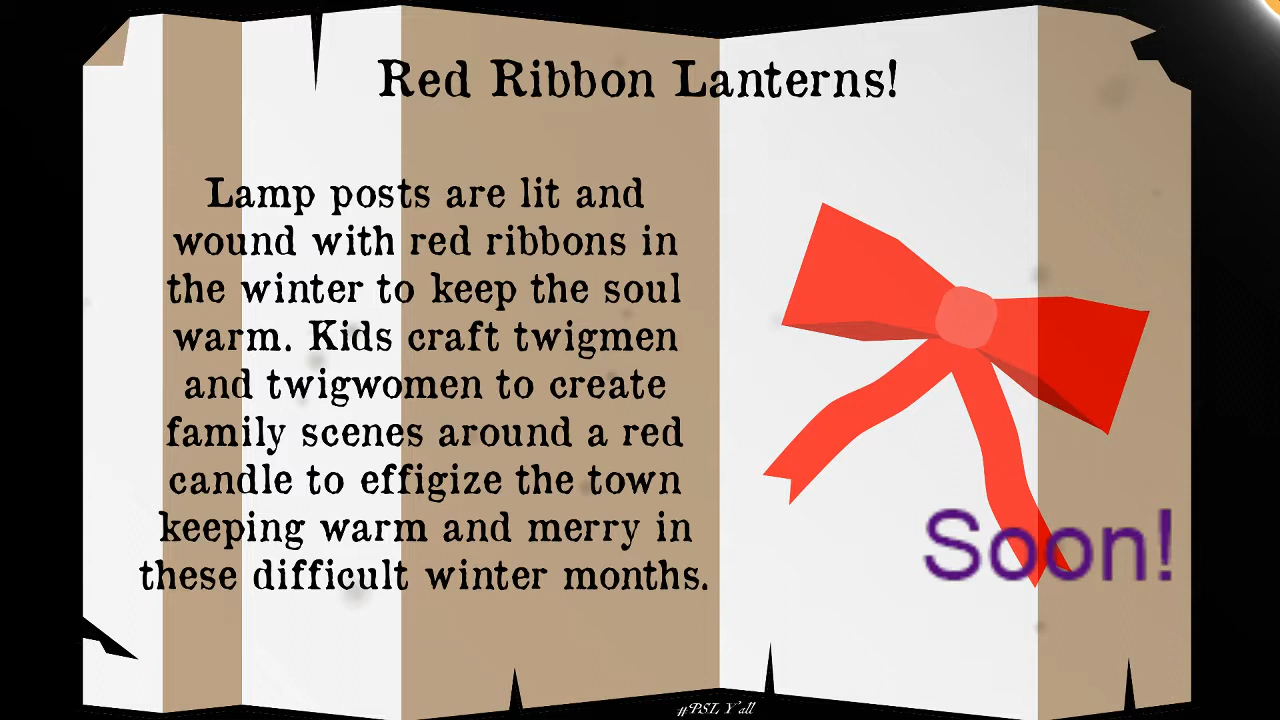 Red Ribbon Lanterns!
Lamp posts are lit and
wound with red ribbons in
the winter to keep the soul
warm. Kids craft twigmen
and twigwomen to create
family scenes around a red
candle to effigize the town
keeping warm and merry in
these difficult winter months.
Soon!
#PSL Y'all